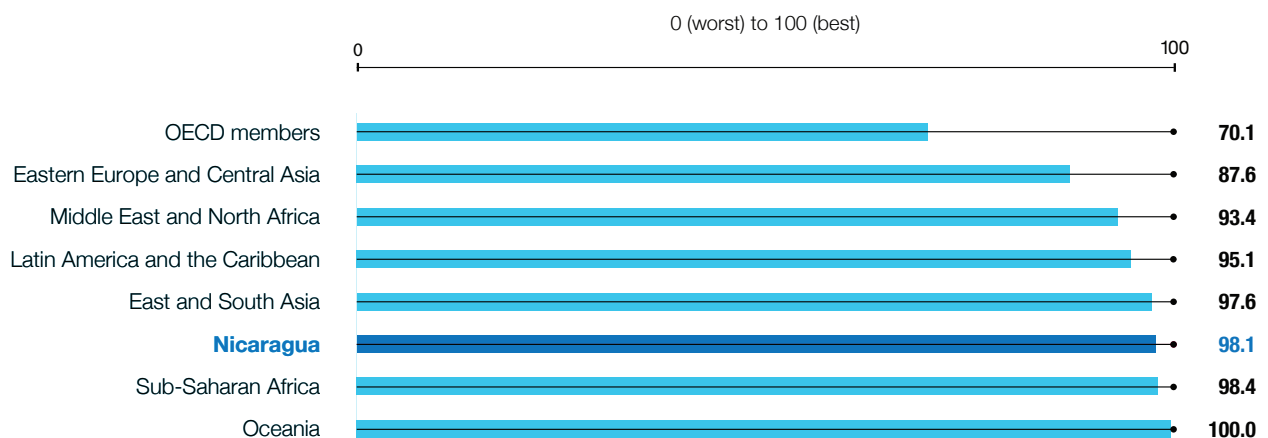 0 (worst) to 100 (best)
0 100
OECD members 70.1
Eastern Europe and Central Asia 87.6
Middle East and North Africa 93.4
Latin America and the Caribbean 95.1
East and South Asia 97.6
Nicaragua 98.1
Sub-Saharan Africa 98.4
Oceania 100.0